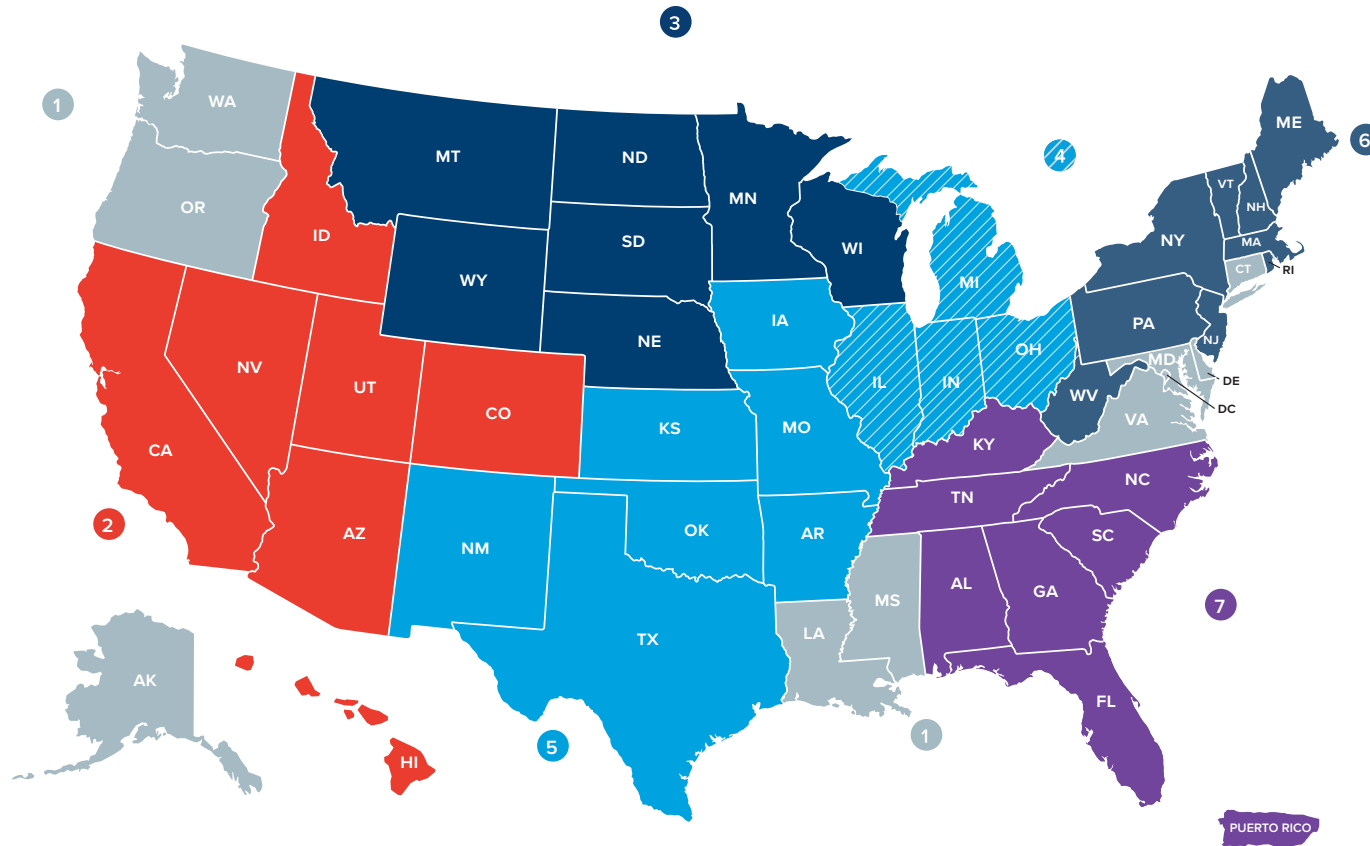 3
1
WA
MT
ND
MN
ME
6
4
VT
NH
OR
ID
SD
WI
NY
MA
CT
RI
WY
MI
IA
NE
PA
NJ
OH
MD
DE
NV
UT
CO
IL
IN
WV
DC
KS
MO
VA
CA
KY
NC
TN
2
AZ
NM
OK
AR
SC
AL
GA
MS
7
LA
TX
AK
FL
5
1
HI
PUERTO RICO